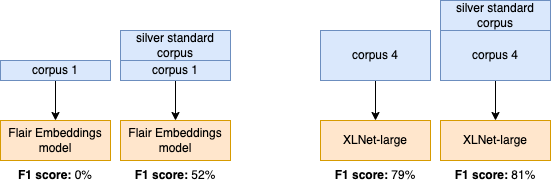 silver standard
corpus
corpus 1
corpus 1
Flair Embeddings
model
Flair Embeddings
model
F1 score: 0%
F1 score: 52%
silver standard
corpus
corpus 4
corpus 4
XLNet-large
XLNet-large
F1 score: 79%
F1 score: 81%